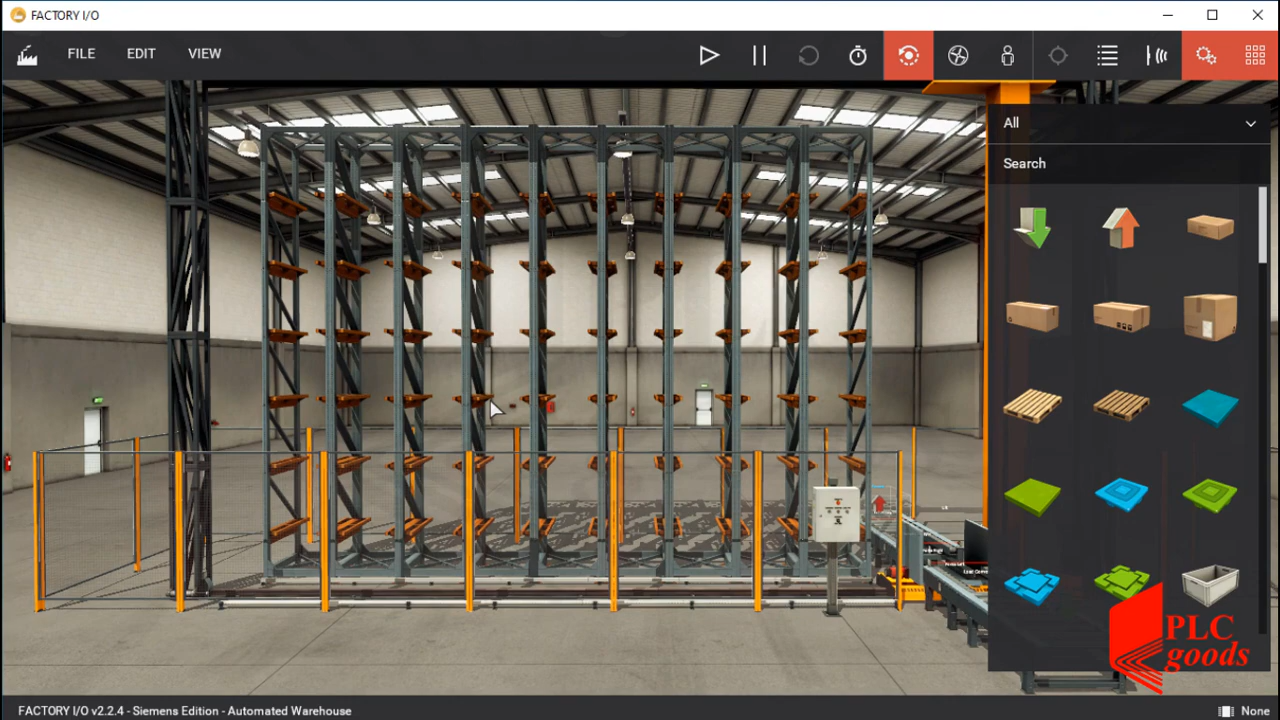 FACTORY I/O
FILE EDIT VIEW
All
Search
PLC
goods
FACTORY I/O v2.2.4 - Siemens Edition - Automated Warehouse
None